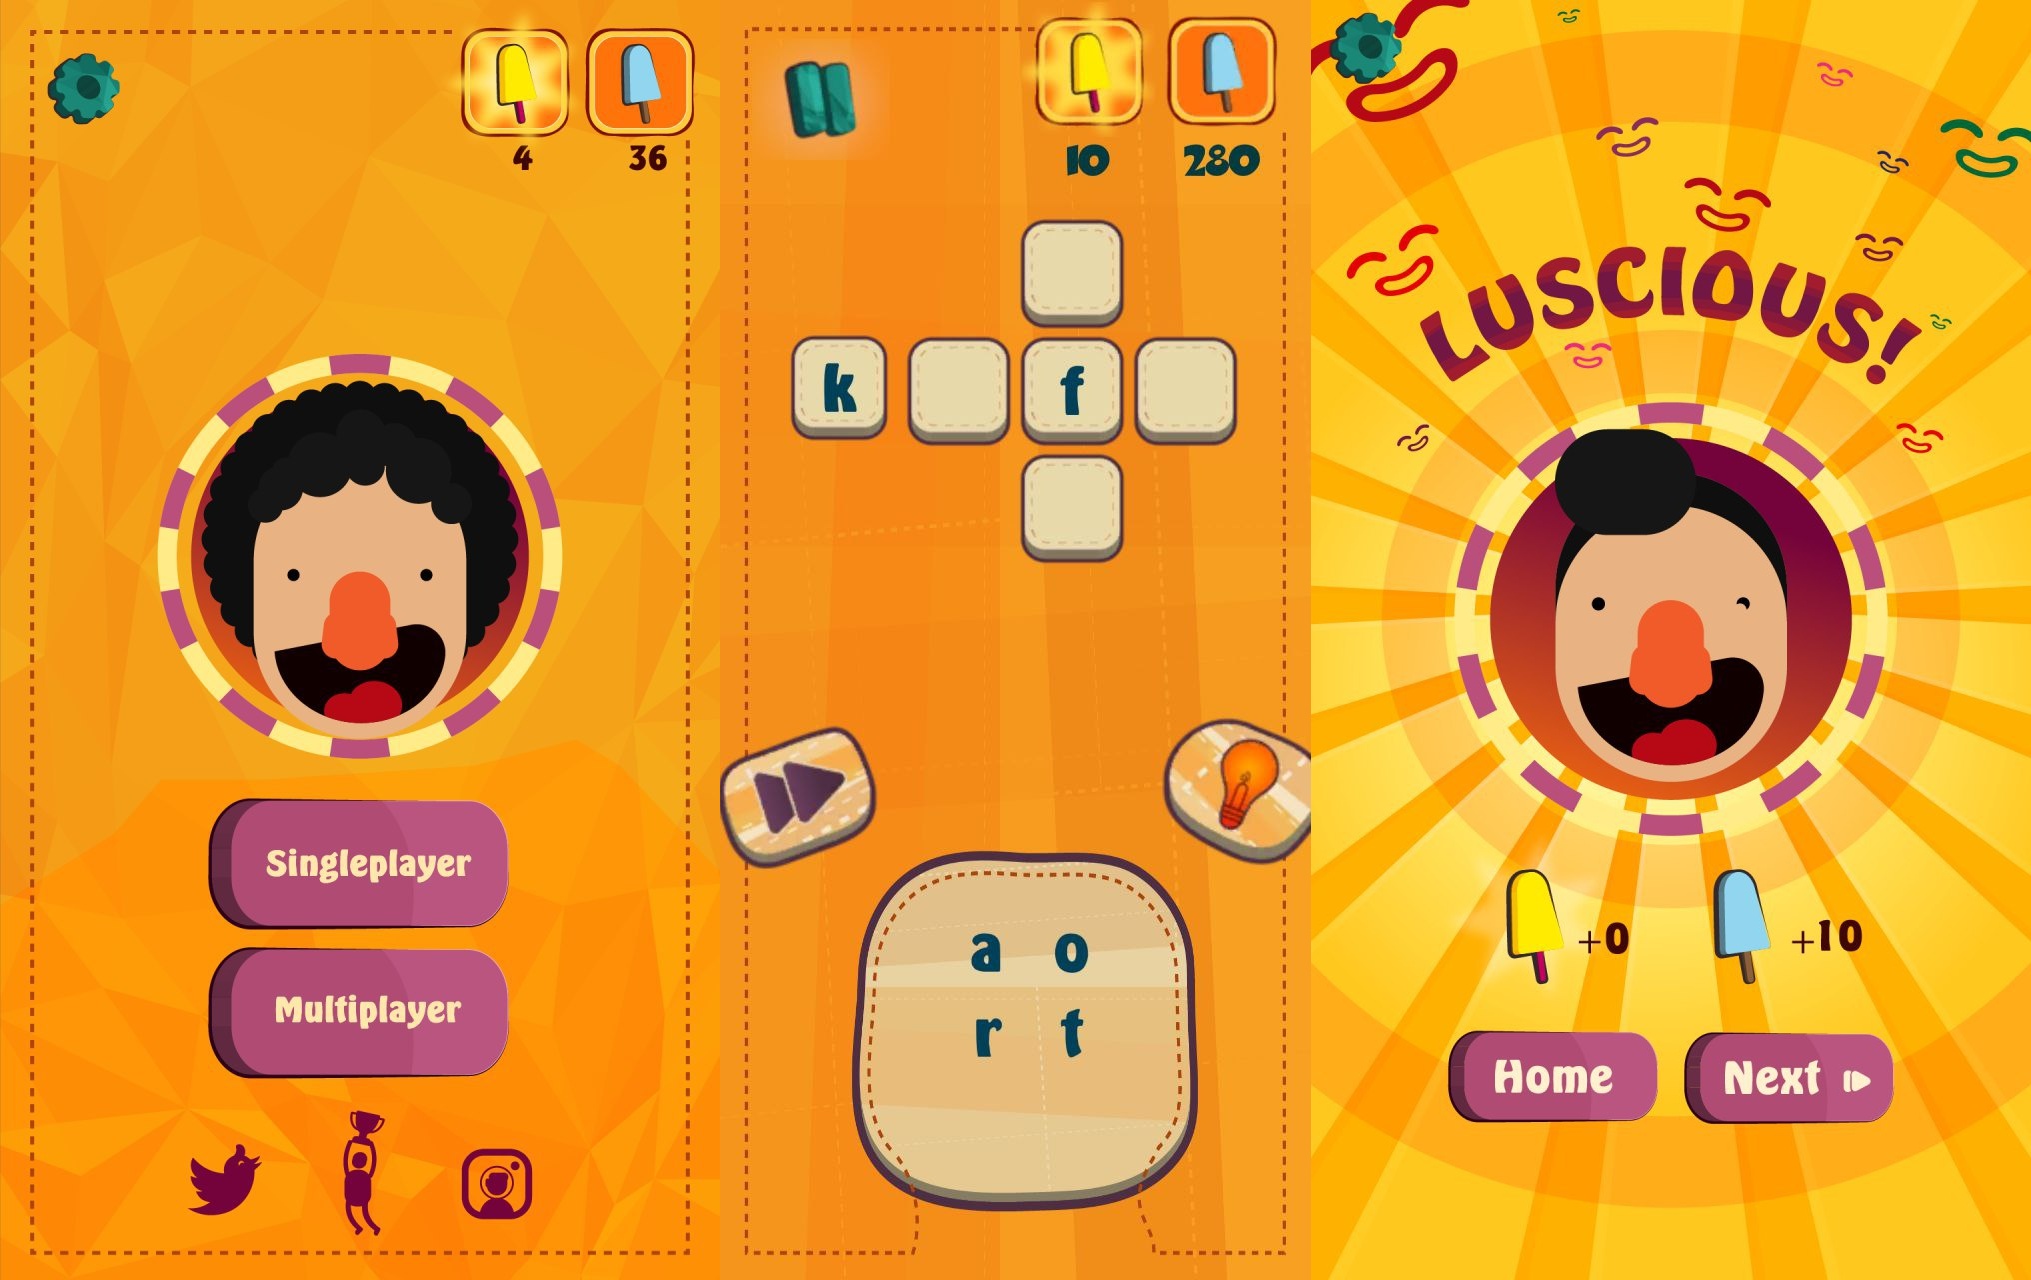 4 36
Singleplayer
Multiplayer
10 280
k f
a o
r t
LUSCIOUS!
+0 +10
Home Next